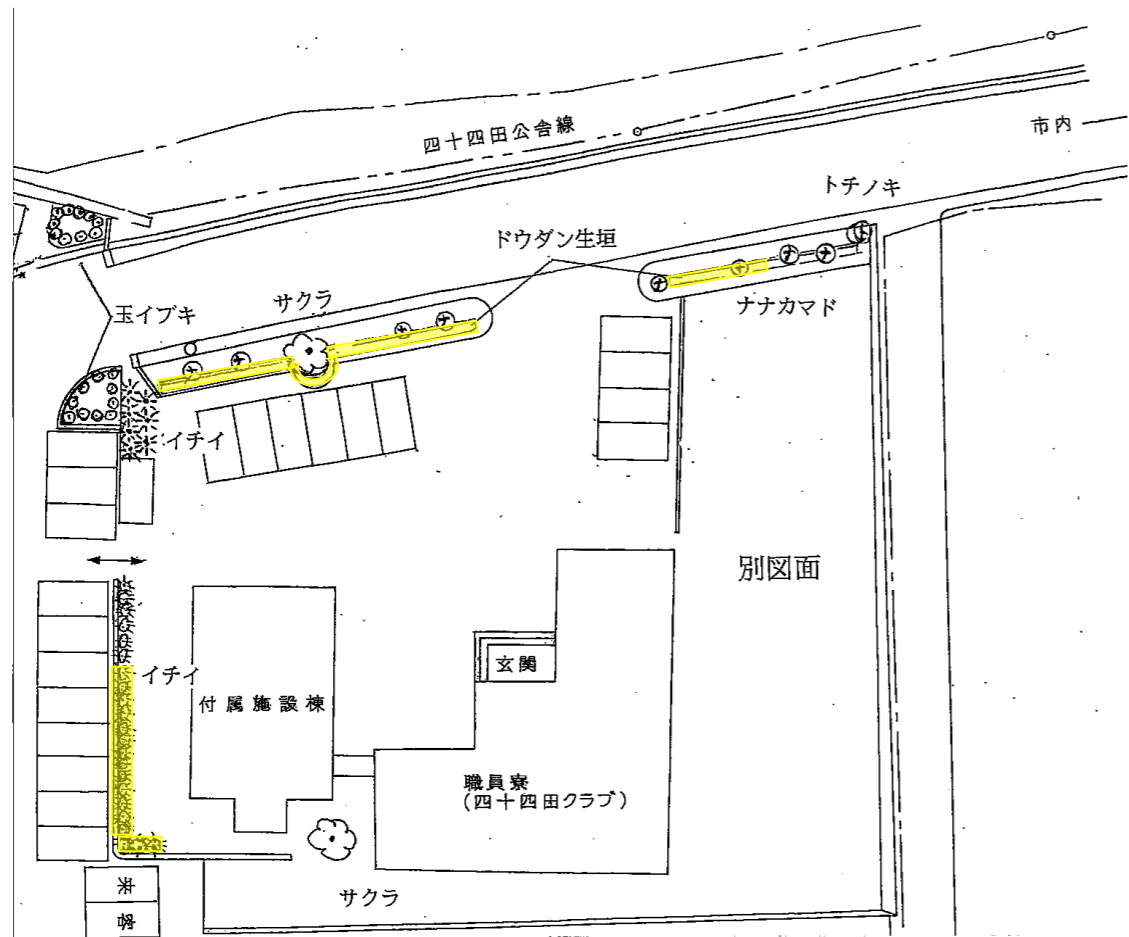 四十四田公舎線
市内
トチノキ
ドウダン生垣
ナナカマド
サクラ
玉イブキ
イチイ
別図面
玄関
イチイ
付属施設棟
職員寮
(四十四田クラブ)
サクラ
来客